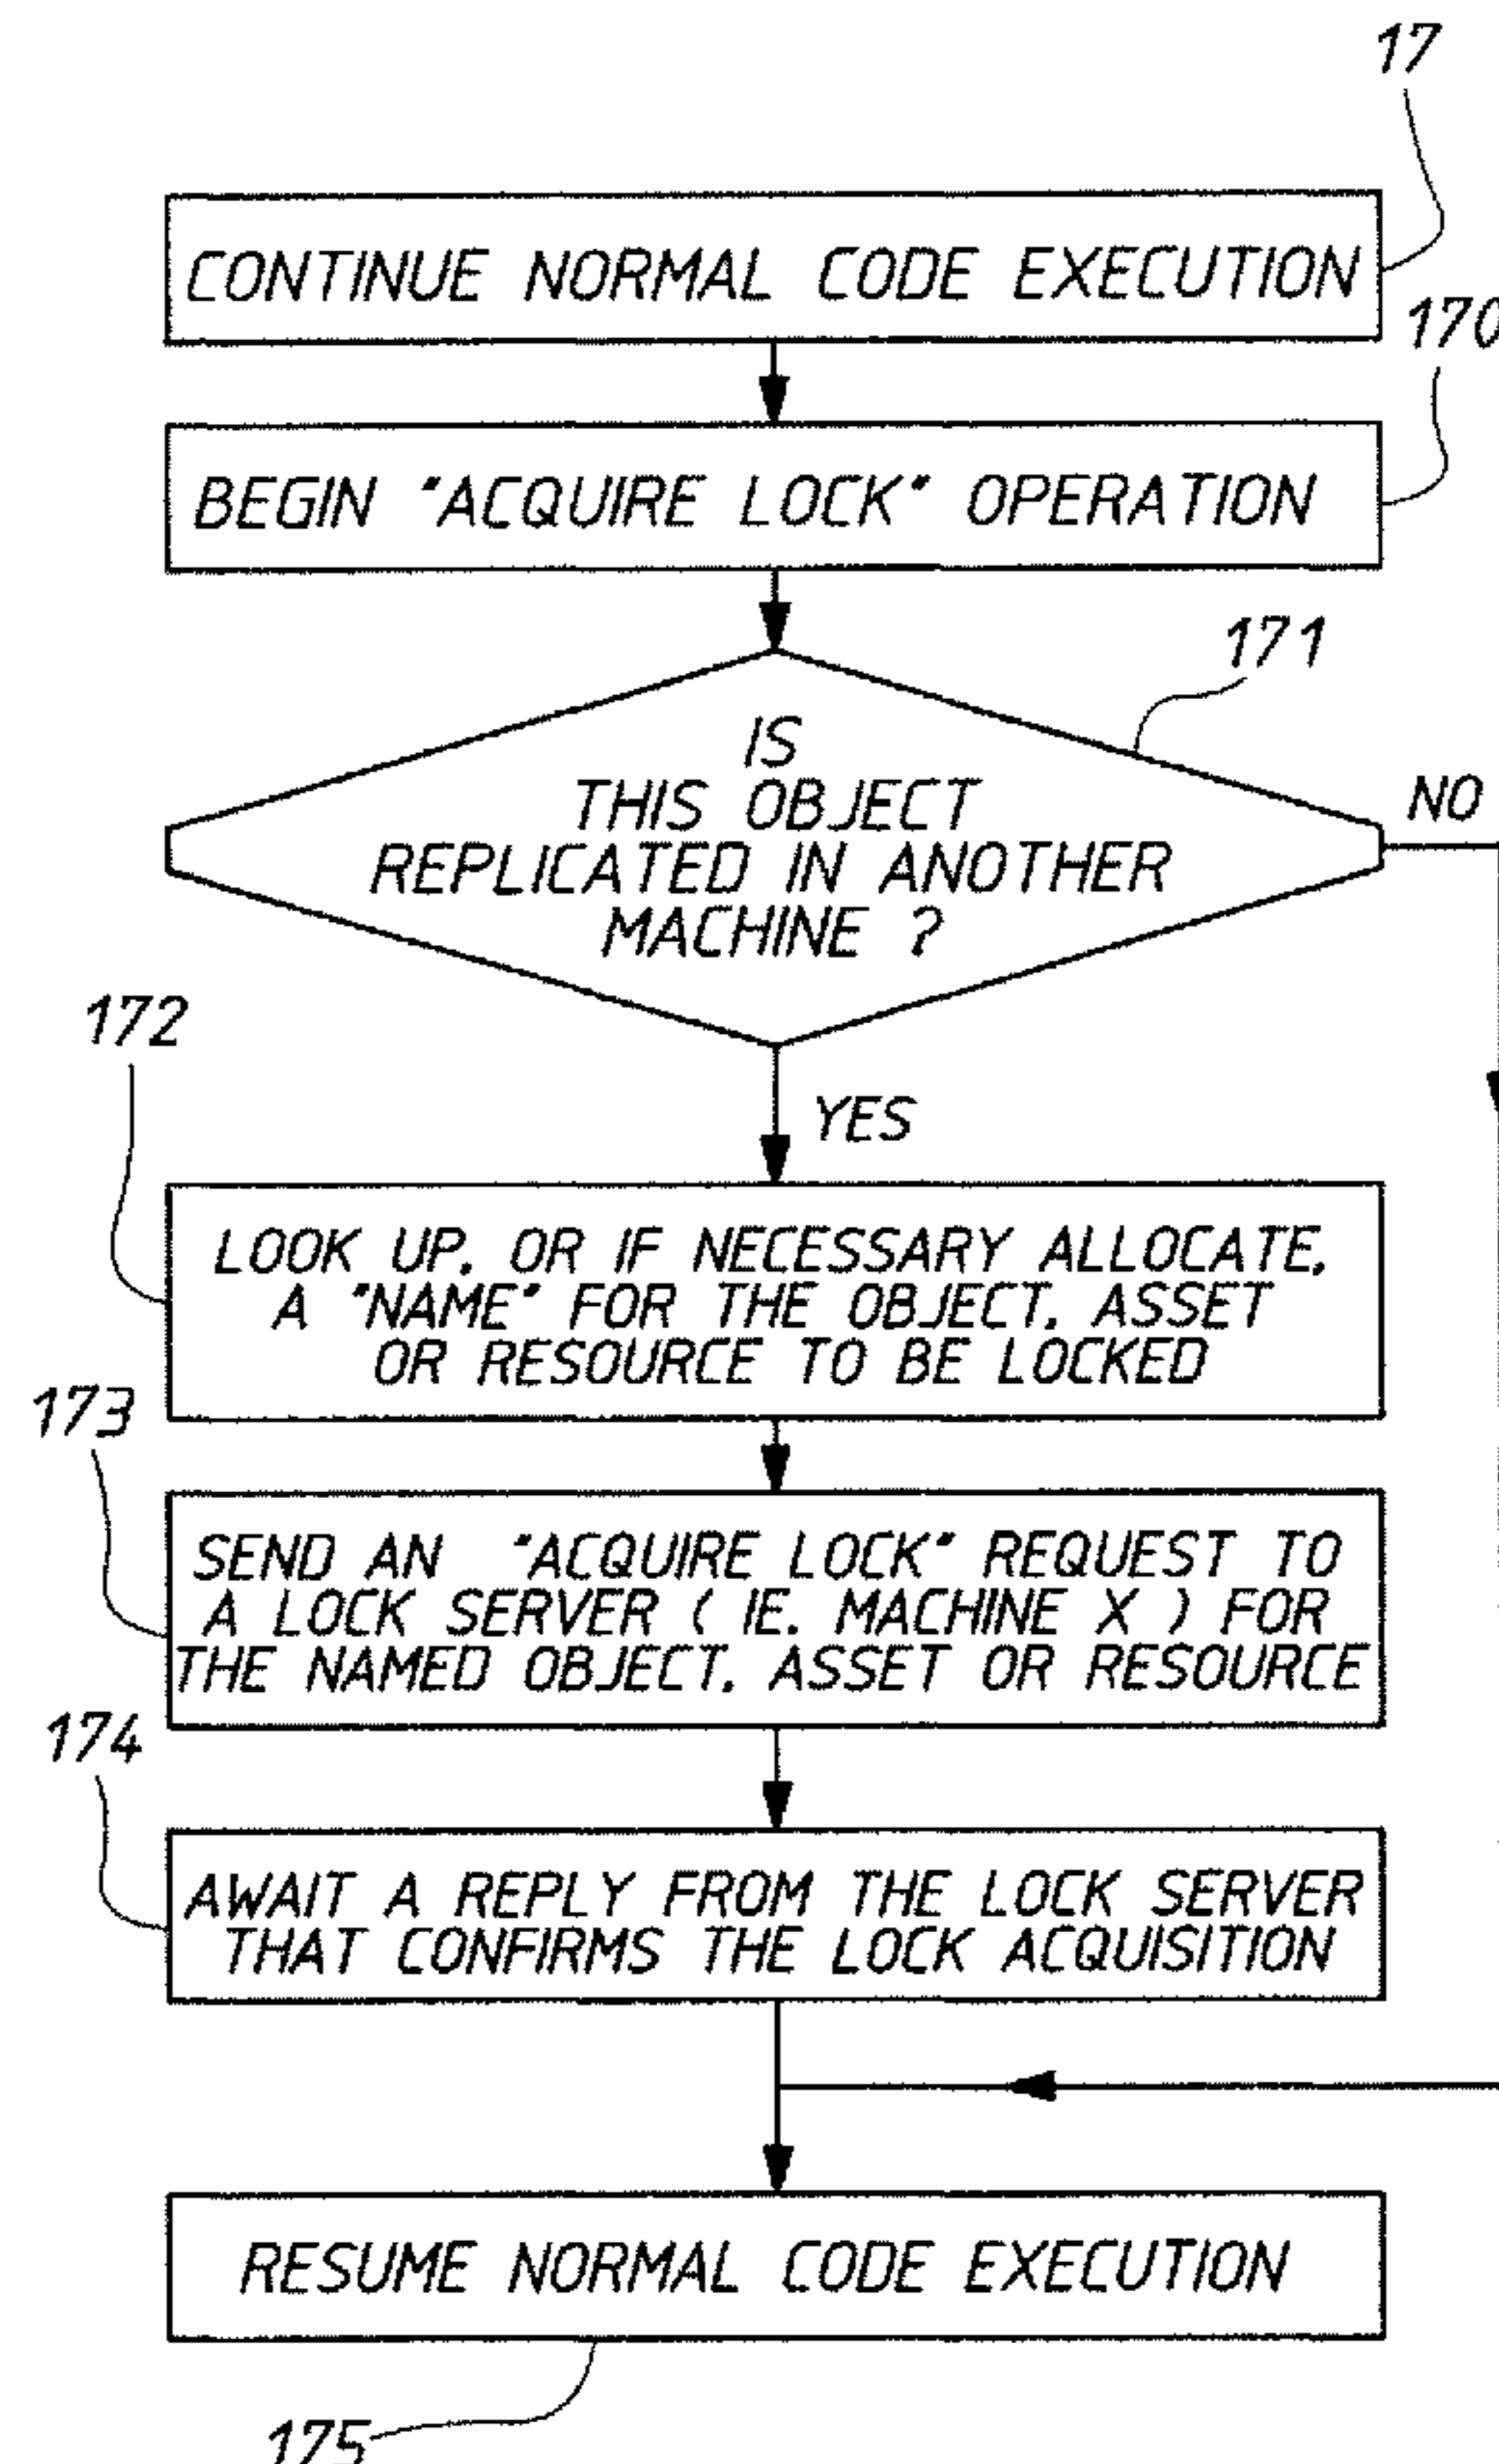 17
CONTINUE NORMAL CODE EXECUTION
170
BEGIN "ACQUIRE LOCK" OPERATION
171
IS
THIS OBJECT
REPLICATED IN ANOTHER
MACHINE ?
NO
172
YES
LOOK UP, OR IF NECESSARY ALLOCATE,
A "NAME" FOR THE OBJECT, ASSET
OR RESOURCE TO BE LOCKED
173
SEND AN "ACQUIRE LOCK" REQUEST TO
A LOCK SERVER ( IE. MACHINE X ) FOR
THE NAMED OBJECT, ASSET OR RESOURCE
174
AWAIT A REPLY FROM THE LOCK SERVER
THAT CONFIRMS THE LOCK ACQUISITION
RESUME NORMAL CODE EXECUTION
175